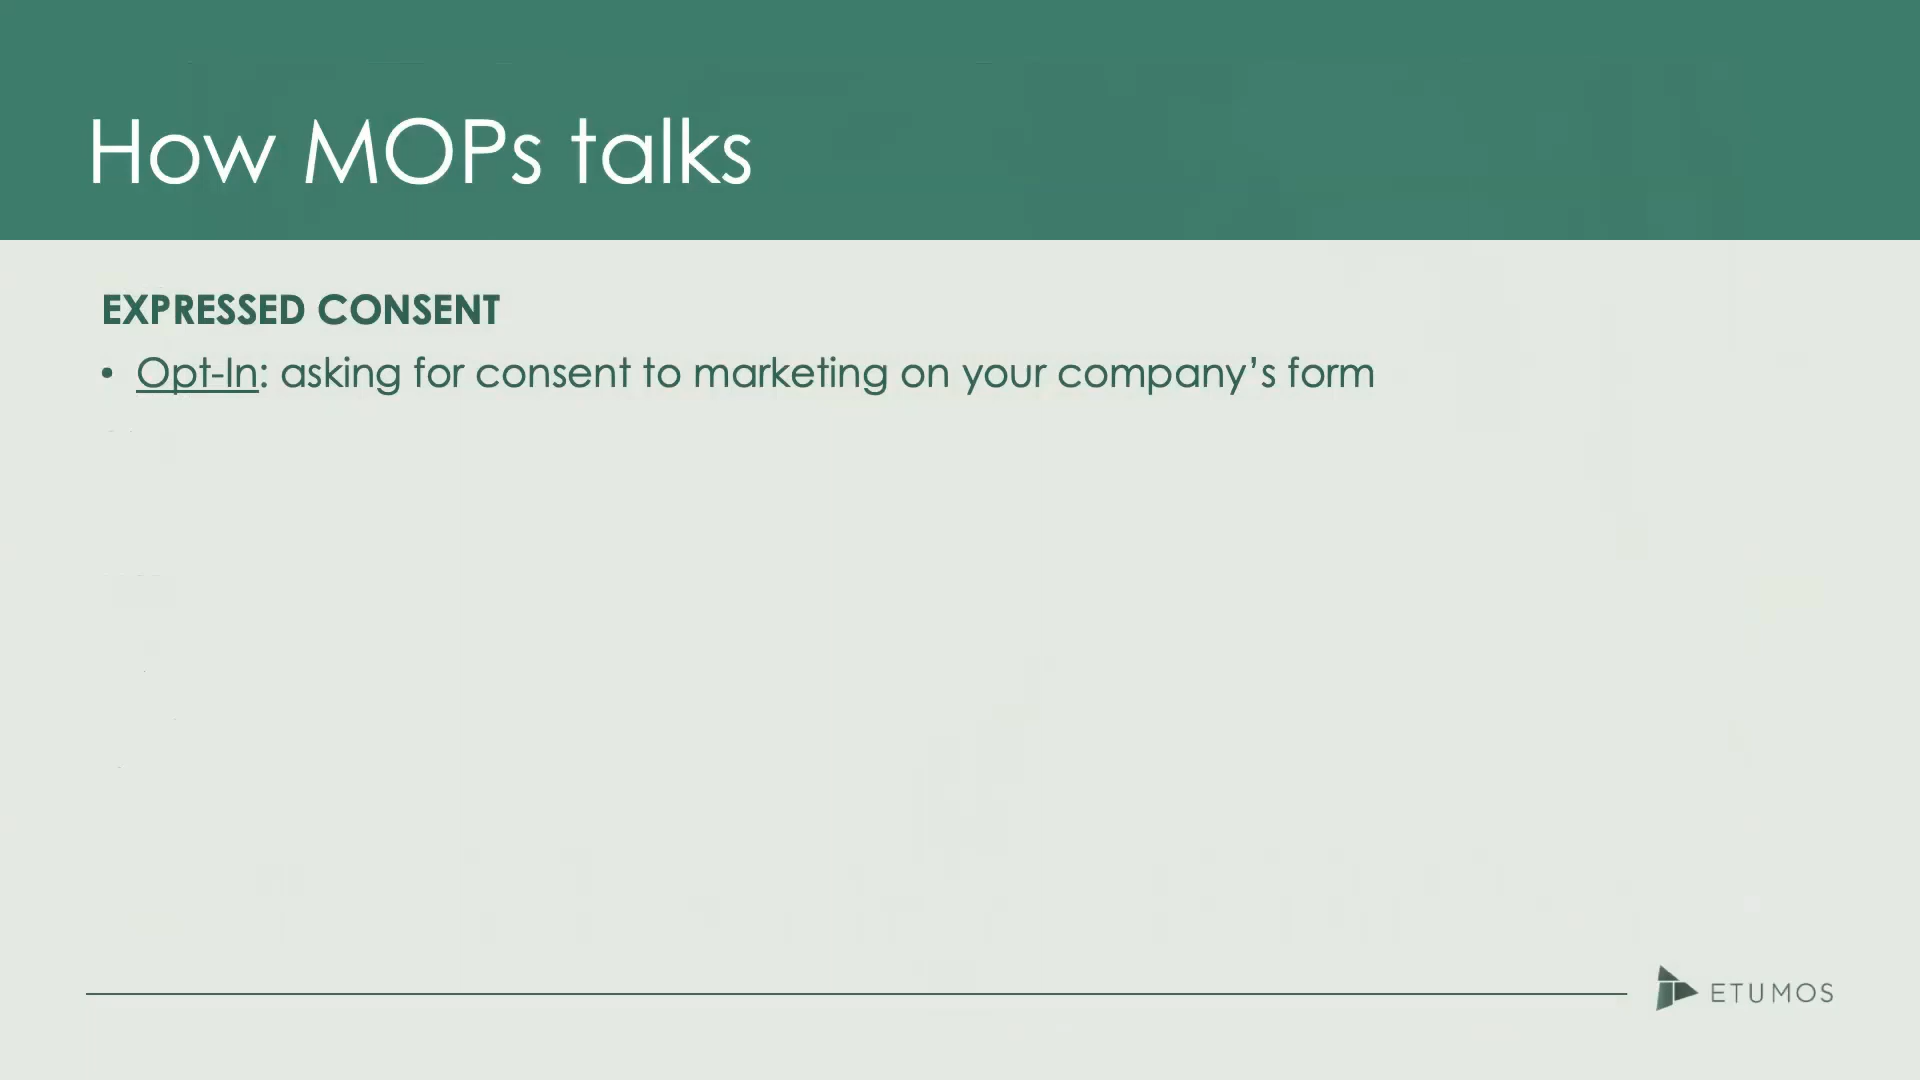 How MOPs talks
EXPRESSED CONSENT
• Opt-In: asking for consent to marketing on your company’s form
ETUMOS